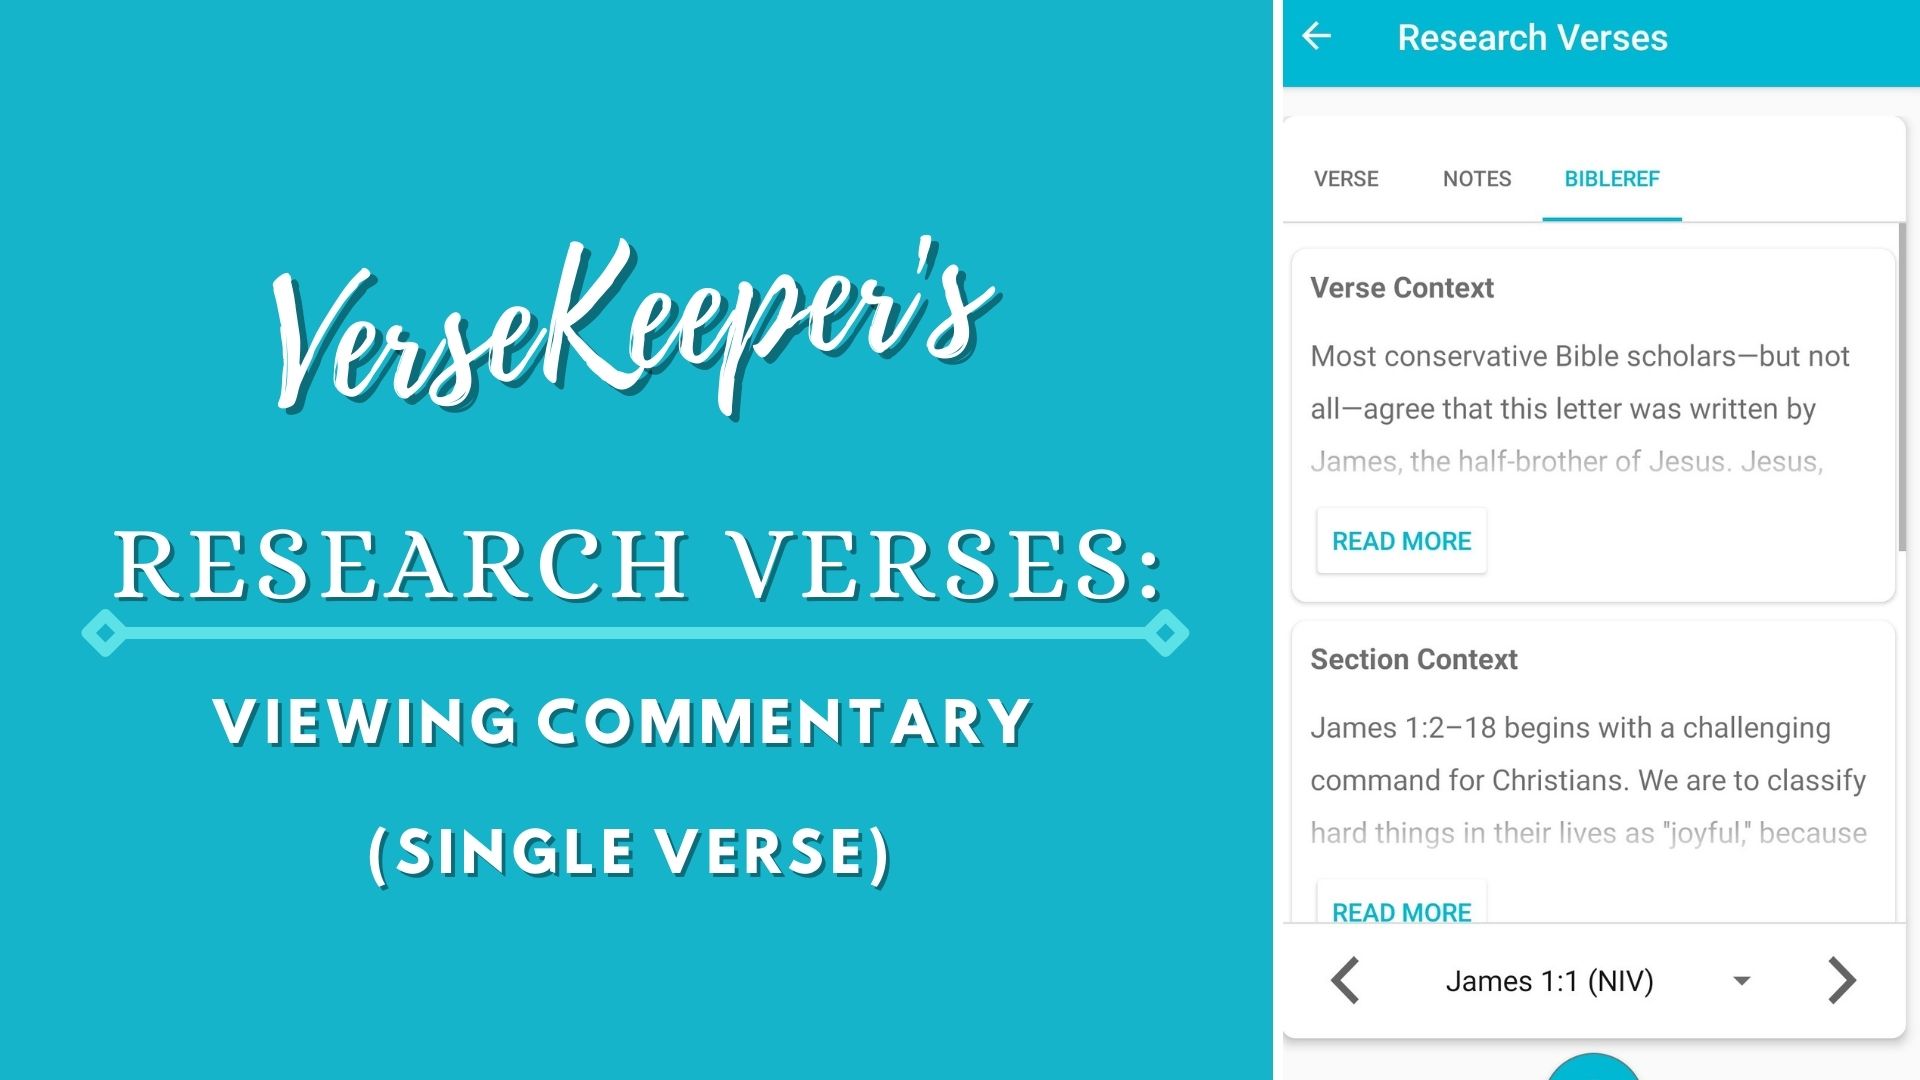 VerseKeeper's
RESEARCH VERSES:
VIEWING COMMENTARY
(SINGLE VERSE)
Research Verses
VERSE NOTES BIBLEREF
Verse Context
Most conservative Bible scholars—but not
all—agree that this letter was written by
James, the half-brother of Jesus. Jesus,
READ MORE
Section Context
James 1:2–18 begins with a challenging
command for Christians. We are to classify
hard things in their lives as "joyful," because
READ MORE
James 1:1 (NIV)